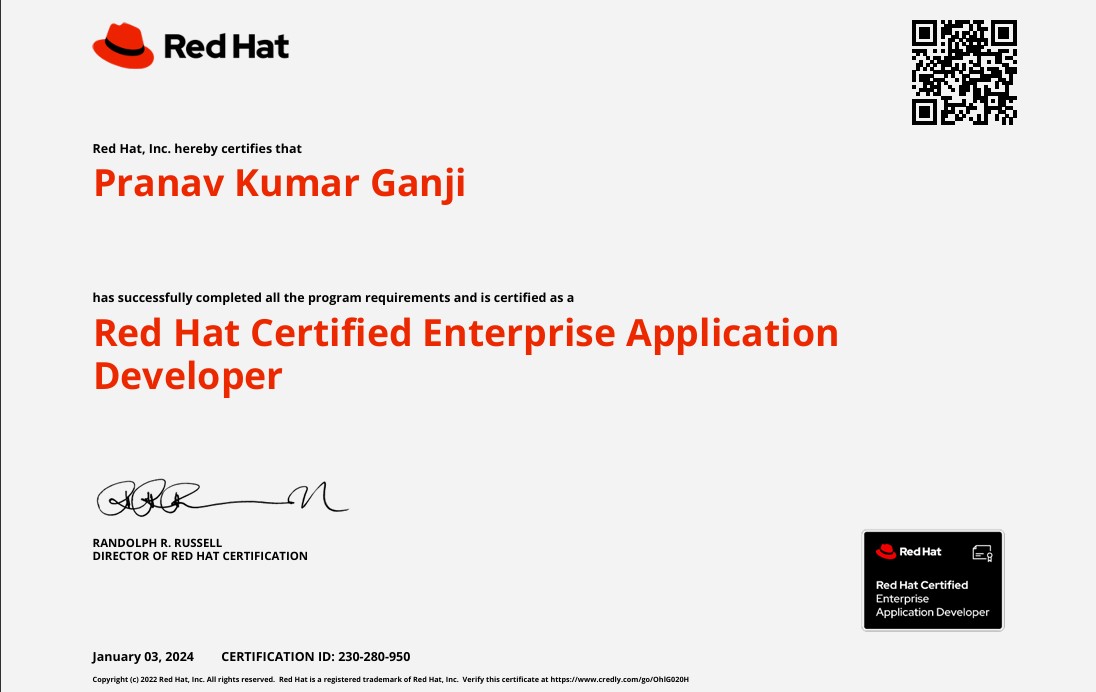 Red Hat
Red Hat, Inc. hereby certifies that
Pranav Kumar Ganji
has successfully completed all the program requirements and is certified as a
Red Hat Certified Enterprise Application
Developer
RANDOLPH R. RUSSELL
DIRECTOR OF RED HAT CERTIFICATION
Red Hat
Red Hat Certified
Enterprise
Application Developer
January 03, 2024 CERTIFICATION ID: 230-280-950
Copyright (c) 2022 Red Hat, Inc. All rights reserved. Red Hat is a registered trademark of Red Hat, Inc. Verify this certificate at https://www.credly.com/go/OhlG020H